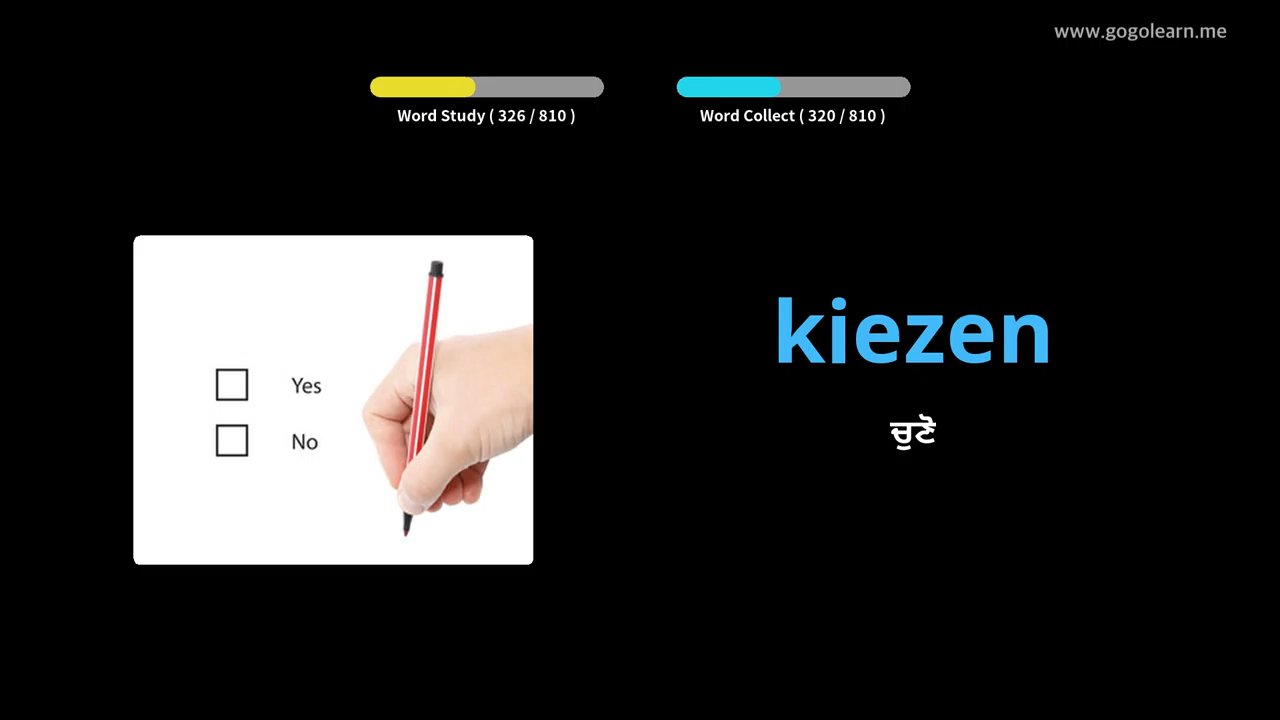 www.gogolearn.me
Word Study ( 326 / 810 )
Word Collect ( 320 / 810 )
Yes
No
kiezen
ਚੁਣੋ